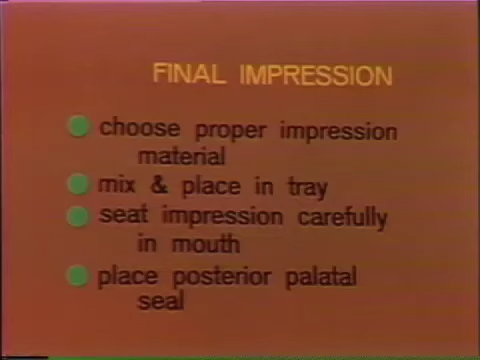 FINAL IMPRESSION
choose proper impression
material
mix & place in tray
seat impression carefully
in mouth
place posterior palatal
seal